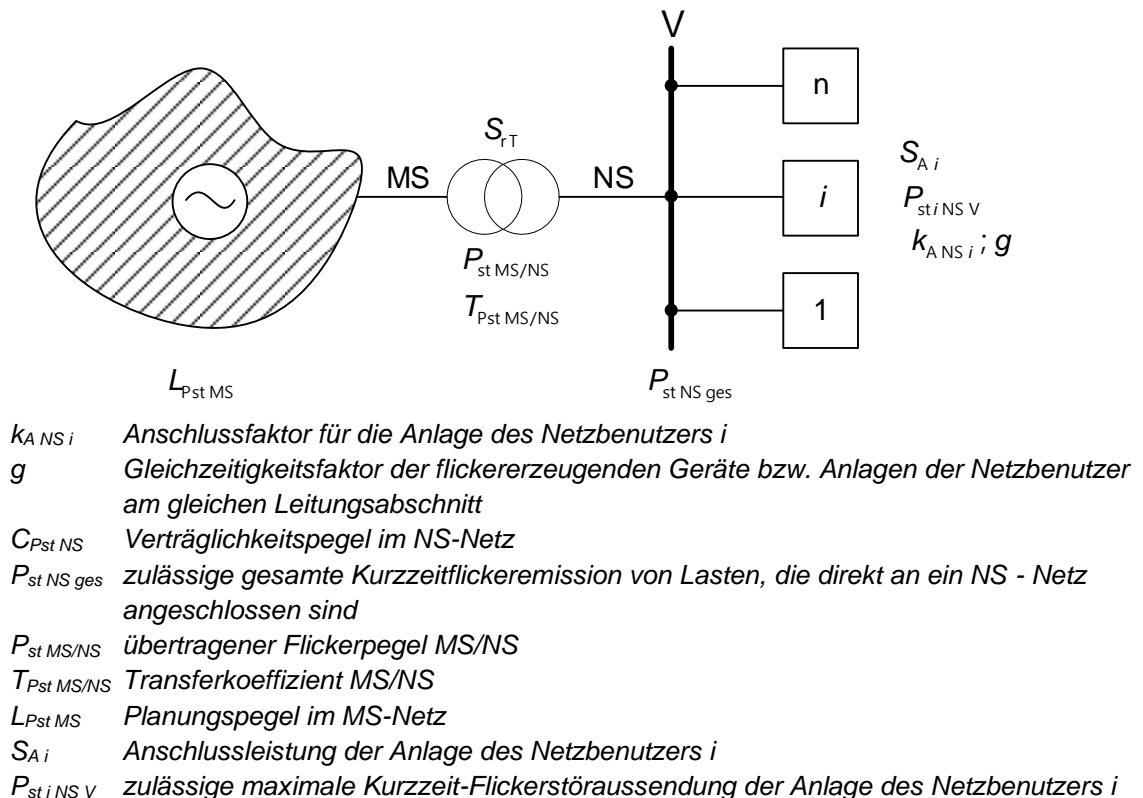 V
n
S_rT
MS
NS
S_A i
i
P_st i NS V
k_A NS i ; g
P_st MS/NS
T_Pst MS/NS
1
L_Pst MS
P_st NS ges
k_A NS i Anschlussfaktor für die Anlage des Netzbenutzers i
g Gleichzeitigkeitsfaktor der flickererzeugenden Geräte bzw. Anlagen der Netzbenutzer
am gleichen Leitungsabschnitt
C_Pst NS Verträglichkeitspegel im NS-Netz
P_st NS ges zulässige gesamte Kurzzeitflickeremission von Lasten, die direkt an ein NS - Netz
angeschlossen sind
P_st MS/NS übertragener Flickerpegel MS/NS
T_Pst MS/NS Transferkoeffizient MS/NS
L_Pst MS Planungspegel im MS-Netz
S_A i Anschlussleistung der Anlage des Netzbenutzers i
P_st i NS V zulässige maximale Kurzzeit-Flickerstöraussendung der Anlage des Netzbenutzers i